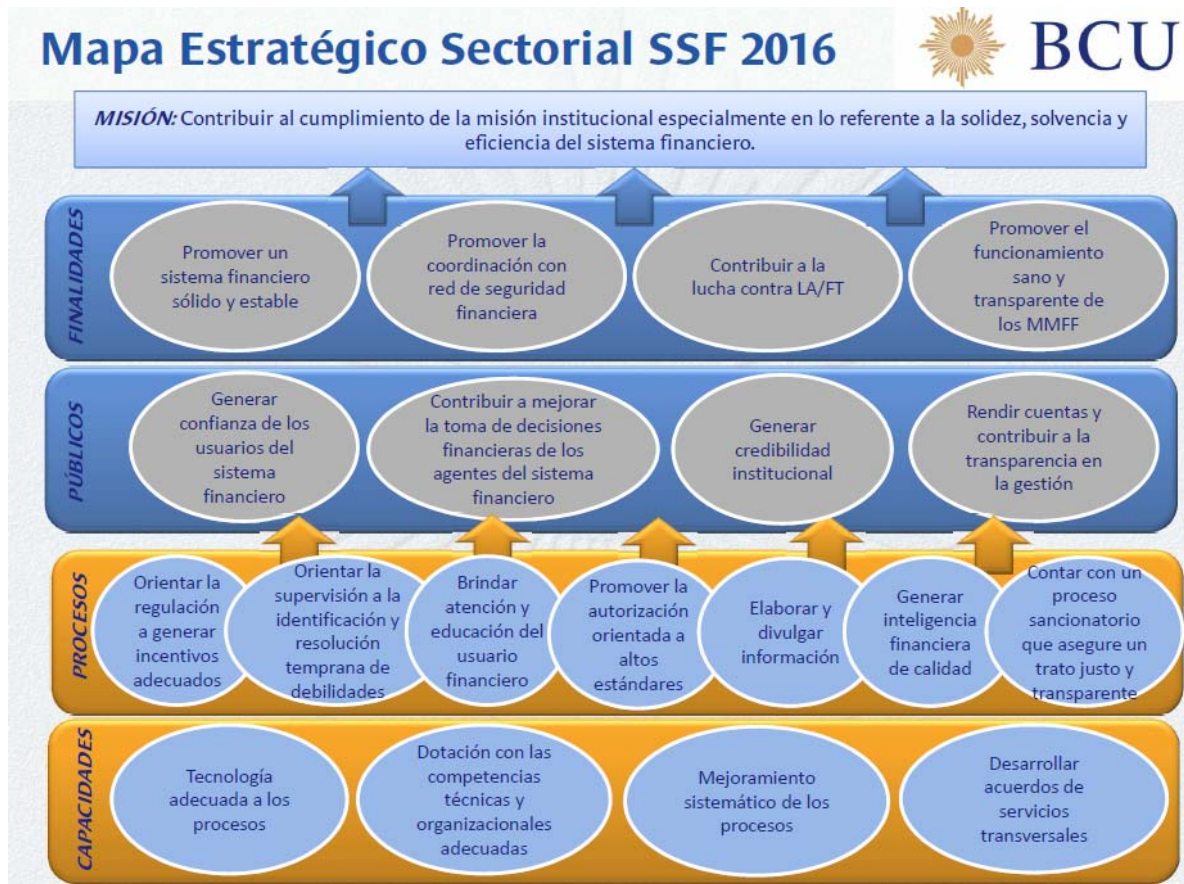 Mapa Estratégico Sectorial SSF 2016
BCU
MISIÓN: Contribuir al cumplimiento de la misión institucional especialmente en lo referente a la solidez, solvencia y
eficiencia del sistema financiero.
FINALIDADES
Promover un
sistema financiero
sólido y estable
Promover la
coordinación con
red de seguridad
financiera
Contribuir a la
lucha contra LA/FT
Promover el
funcionamiento
sano y
transparente de
los MMFF
PÚBLICOS
Generar
confianza de los
usuarios del
sistema
financiero
Contribuir a mejorar
la toma de decisiones
financieras de los
agentes del sistema
financiero
Generar
credibilidad
institucional
Rendir cuentas y
contribuir a la
transparencia en
la gestión
PROCESOS
Orientar la
regulación
a generar
incentivos
adecuados
Orientar la
supervisión a la
identificación y
resolución
temprana de
debilidades
Brindar
atención y
educación del
usuario
financiero
Promover la
autorización
orientada a
altos
estándares
Elaborar y
divulgar
información
Generar
inteligencia
financiera
de calidad
Contar con un
proceso
sancionatorio
que asegure un
trato justo y
transparente
CAPACIDADES
Tecnología
adecuada a los
procesos
Dotación con las
competencias
técnicas y
organizacionales
adecuadas
Mejoramiento
sistemático de los
procesos
Desarrollar
acuerdos de
servicios
transversales